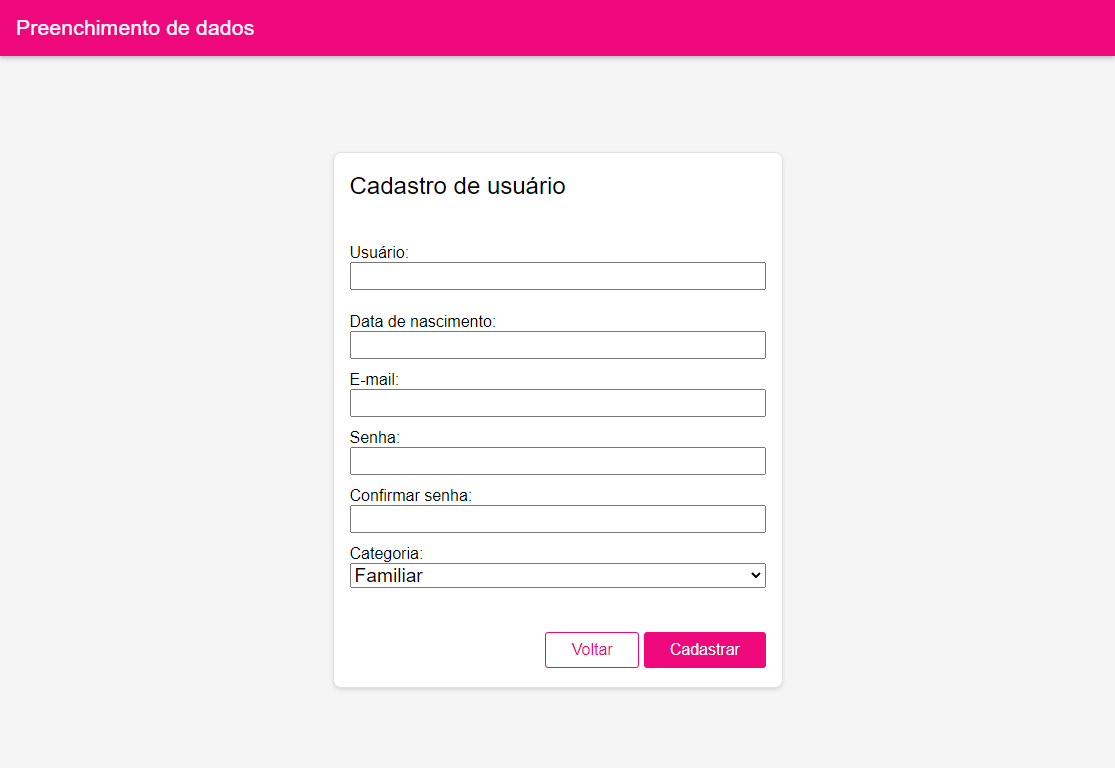 Preenchimento de dados
Cadastro de usuário
Usuário:
Data de nascimento:
E-mail:
Senha:
Confirmar senha:
Categoria:
Familiar
Voltar Cadastrar